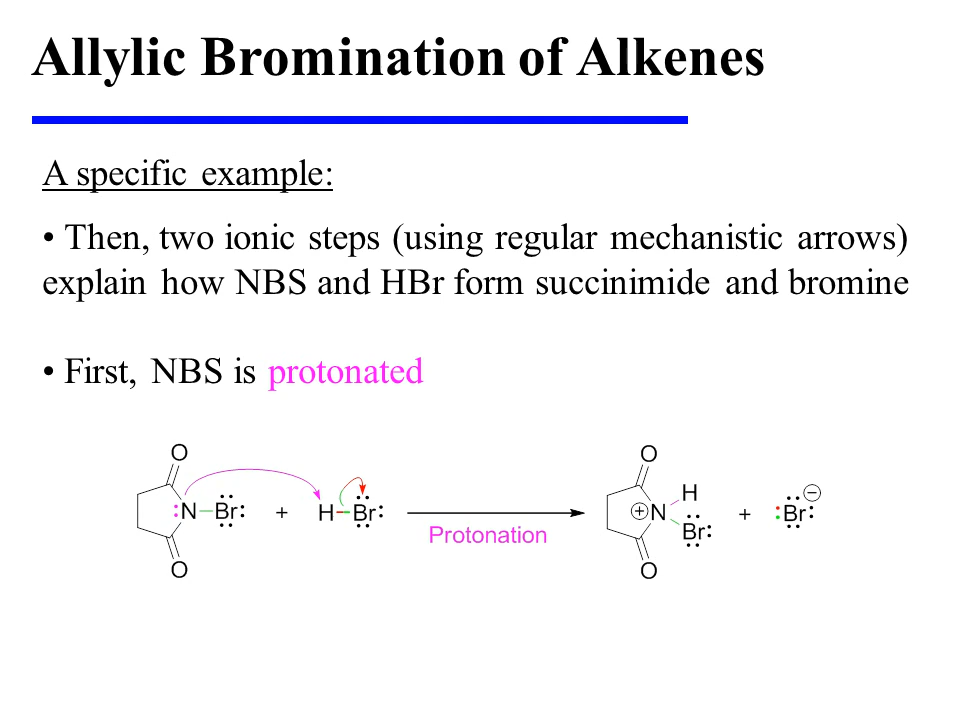 Allylic Bromination of Alkenes
A specific example:
• Then, two ionic steps (using regular mechanistic arrows)
explain how NBS and HBr form succinimide and bromine
• First, NBS is protonated
O O
N Br + H Br N H Br + Br −
Protonation
O O